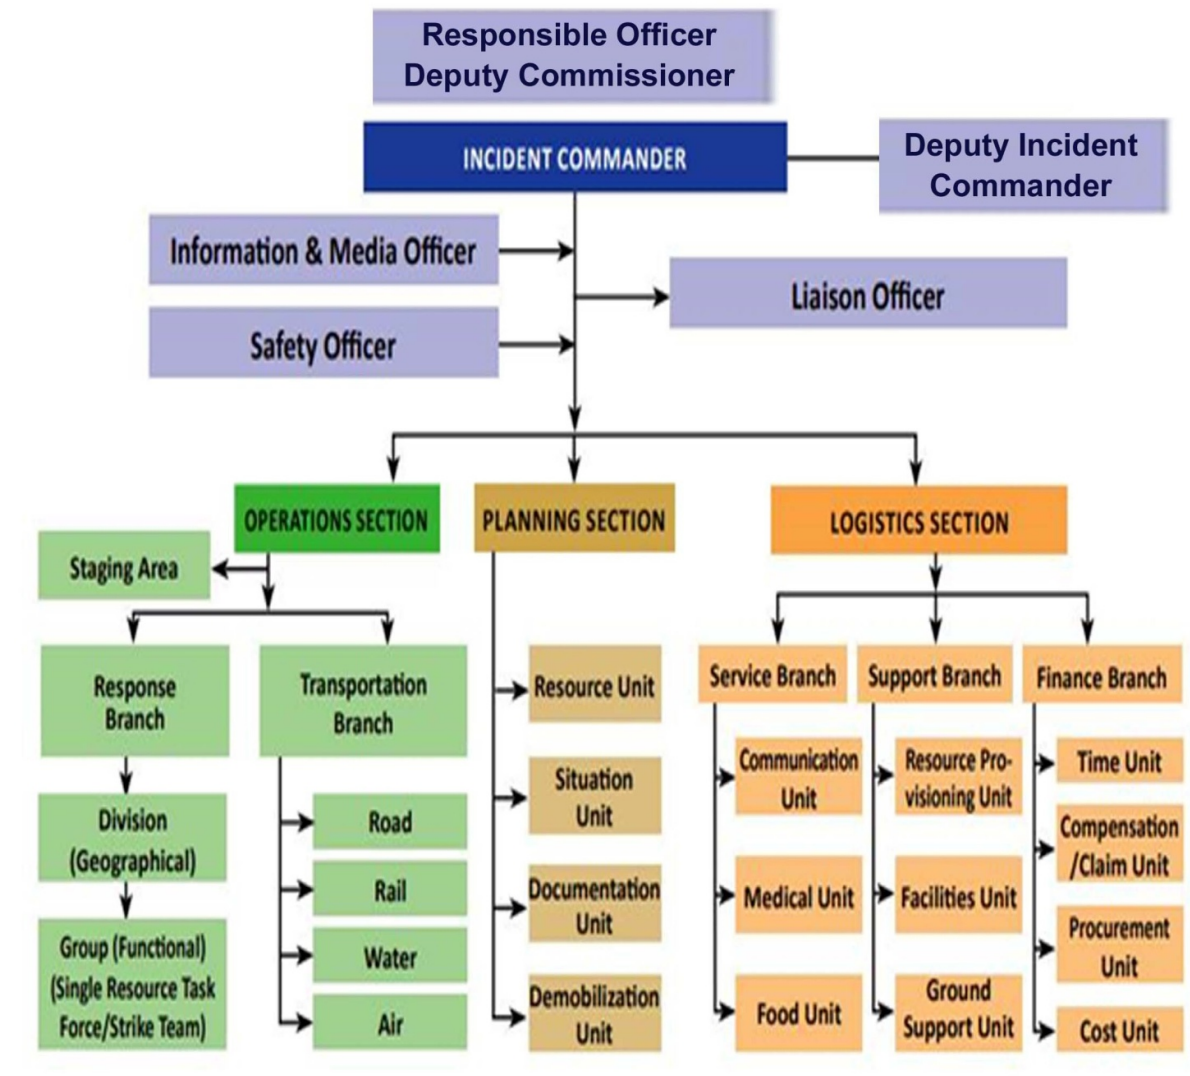 Responsible Officer
Deputy Commissioner
INCIDENT COMMANDER
Deputy Incident
Commander
Information & Media Officer
Liaison Officer
Safety Officer
OPERATIONS SECTION
PLANNING SECTION
LOGISTICS SECTION
Staging Area
Response
Branch
Transportation
Branch
Division
(Geographical)
Group (Functional)
(Single Resource Task
Force/Strike Team)
Road
Rail
Water
Air
Resource Unit
Situation
Unit
Documentation
Unit
Demobilization
Unit
Service Branch
Support Branch
Finance Branch
Communication
Unit
Medical Unit
Food Unit
Resource Pro-
visioning Unit
Facilities Unit
Ground
Support Unit
Time Unit
Compensation
/Claim Unit
Procurement
Unit
Cost Unit